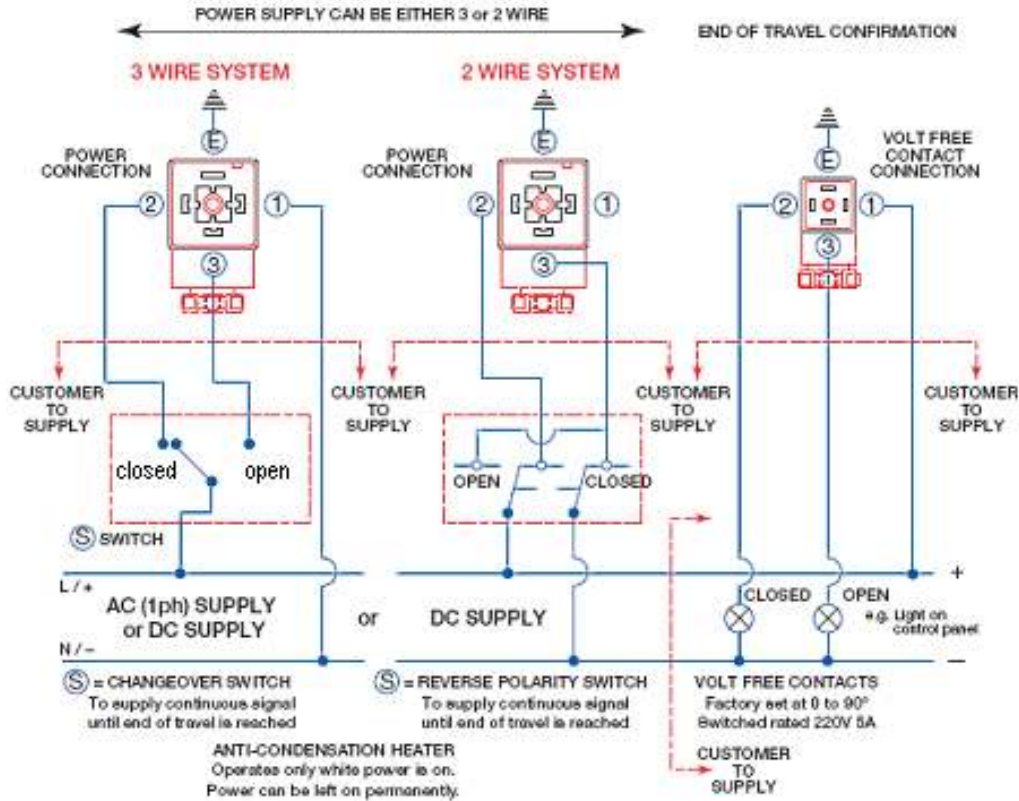 POWER SUPPLY CAN BE EITHER 3 or 2 WIRE
END OF TRAVEL CONFIRMATION
3 WIRE SYSTEM
2 WIRE SYSTEM
E
E
E
POWER
CONNECTION
POWER
CONNECTION
VOLT FREE
CONTACT
CONNECTION
2
1
3
2
1
3
2
1
3
CUSTOMER
TO
SUPPLY
CUSTOMER
TO
SUPPLY
CUSTOMER
TO
SUPPLY
CUSTOMER
TO
SUPPLY
closed
open
OPEN
CLOSED
S SWITCH
L / +
+
AC (1ph) SUPPLY
or DC SUPPLY
or
DC SUPPLY
CLOSED
OPEN
e.g. Light on
control panel
N / –
–
S = CHANGEOVER SWITCH
To supply continuous signal
until end of travel is reached
S = REVERSE POLARITY SWITCH
To supply continuous signal
until end of travel is reached
VOLT FREE CONTACTS
Factory set at 0 to 90º
Switched rated 220V 5A
ANTI-CONDENSATION HEATER
Operates only white power is on.
Power can be left on permanently.
CUSTOMER
TO
SUPPLY